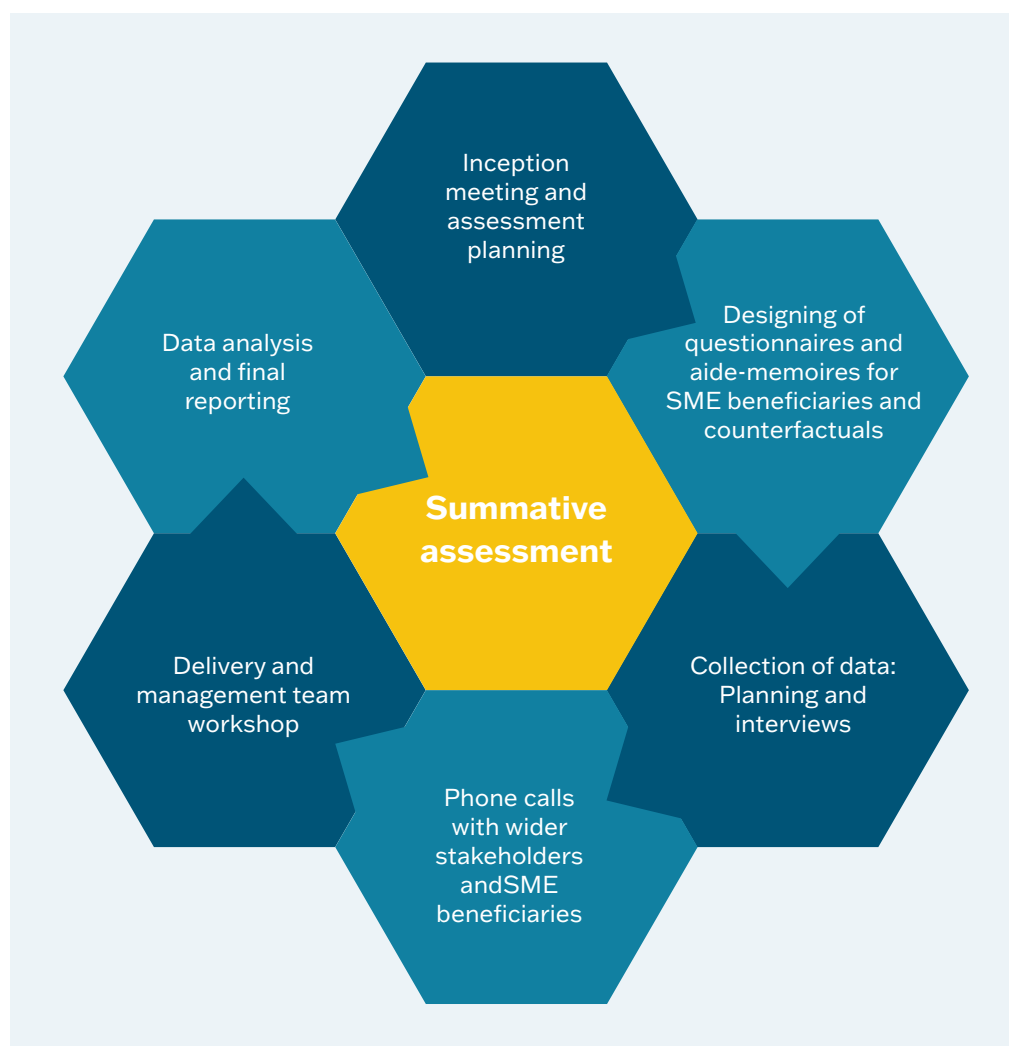 Inception
meeting and
assessment
planning
Designing of
questionnaires and
aide-memoires for
SME beneficiaries and
counterfactuals
Collection of data:
Planning and
interviews
Phone calls
with wider
stakeholders
andSME
beneficiaries
Delivery and
management team
workshop
Data analysis
and final
reporting
Summative
assessment